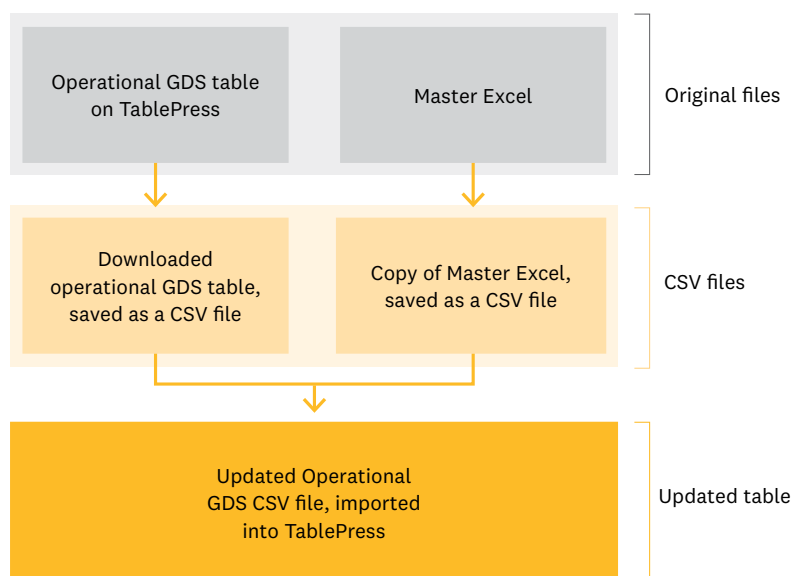 Operational GDS table
on TablePress
Master Excel
Original files
Downloaded
operational GDS table,
saved as a CSV file
Copy of Master Excel,
saved as a CSV file
CSV files
Updated Operational
GDS CSV file, imported
into TablePress
Updated table